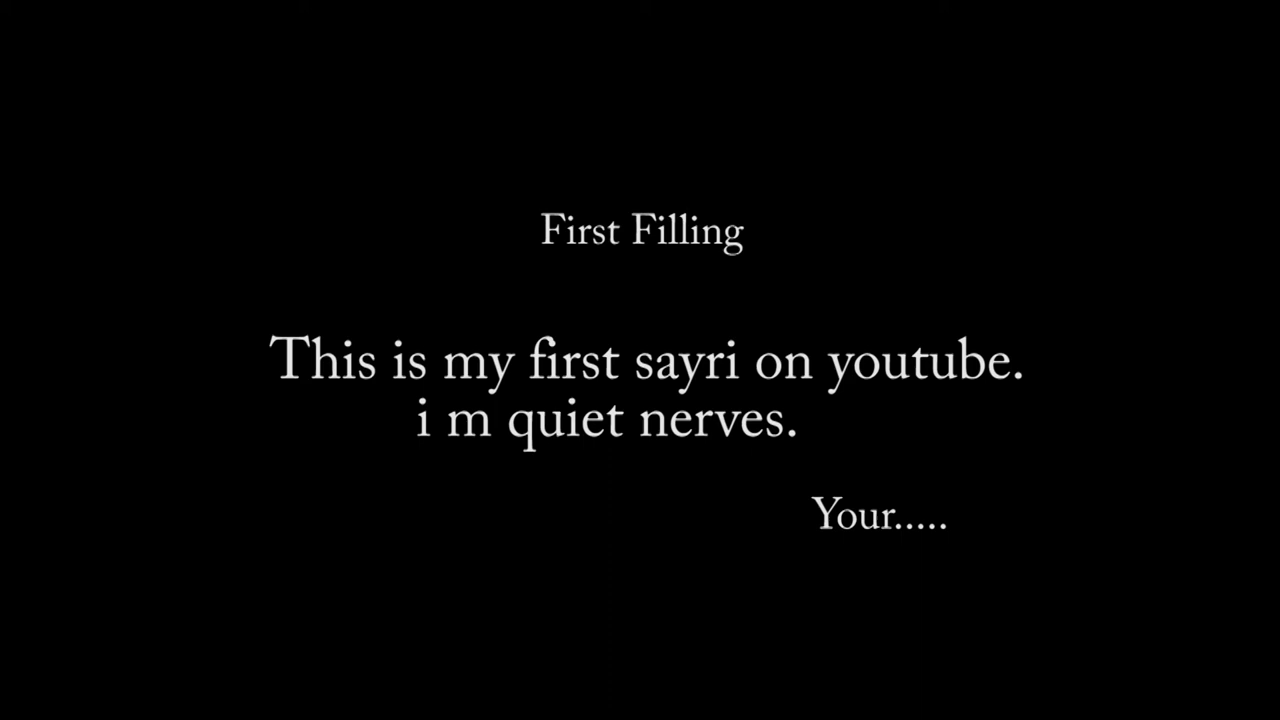 First Filling
This is my first sayri on youtube.
i m quiet nerves.
Your.....